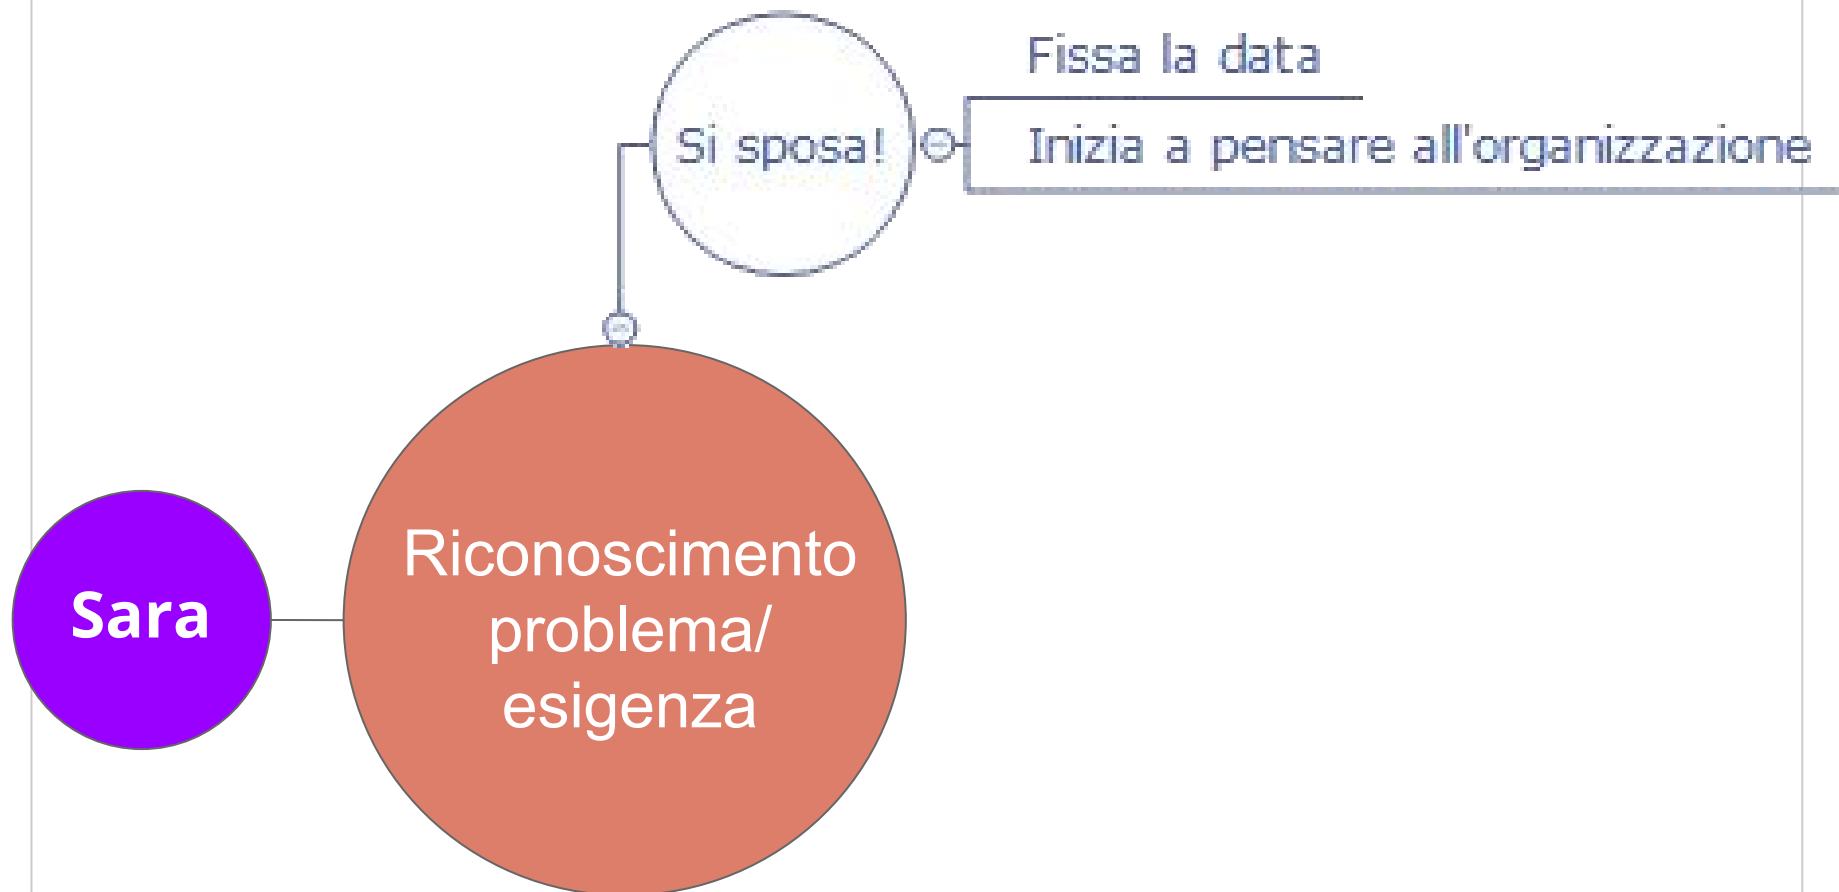 Fissa la data
Si sposa!
Inizia a pensare all'organizzazione
Sara
Riconoscimento
problema/
esigenza